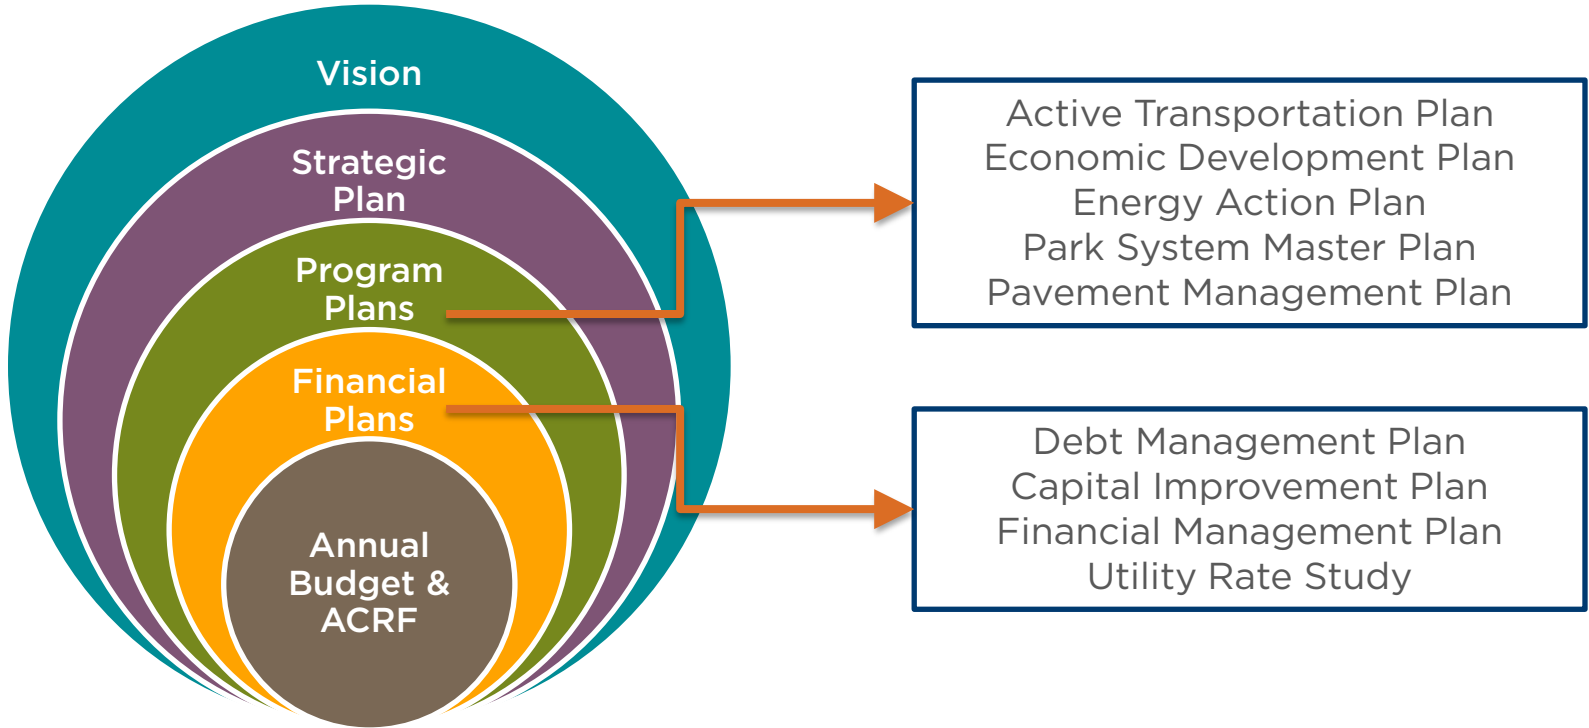 Vision
Strategic
Plan
Program
Plans
Financial
Plans
Annual
Budget &
ACRF
Active Transportation Plan
Economic Development Plan
Energy Action Plan
Park System Master Plan
Pavement Management Plan
Debt Management Plan
Capital Improvement Plan
Financial Management Plan
Utility Rate Study